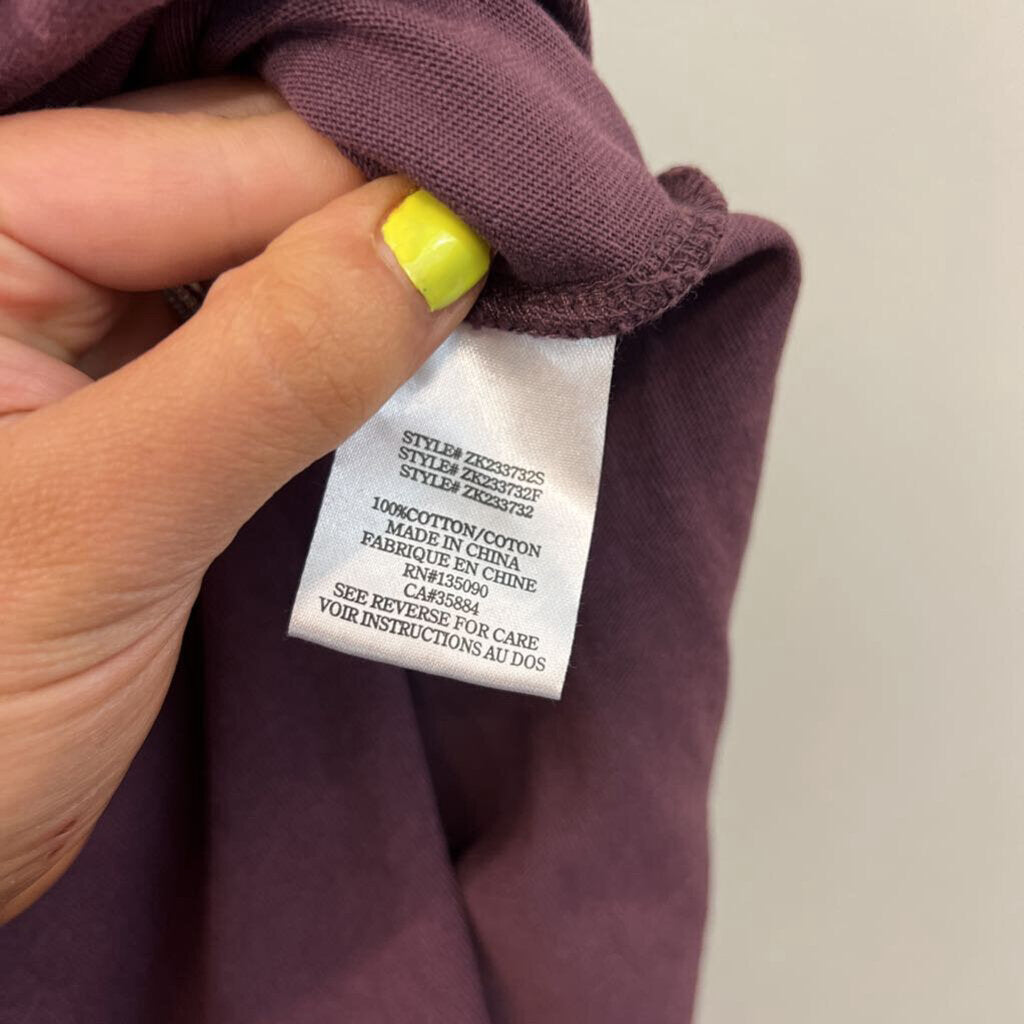 STYLE# ZK233732S
STYLE# ZK233732F
STYLE# ZK233732
100%COTTON/COTON
MADE IN CHINA
FABRIQUE EN CHINE
RN#135090
CA#35884
SEE REVERSE FOR CARE
VOIR INSTRUCTIONS AU DOS